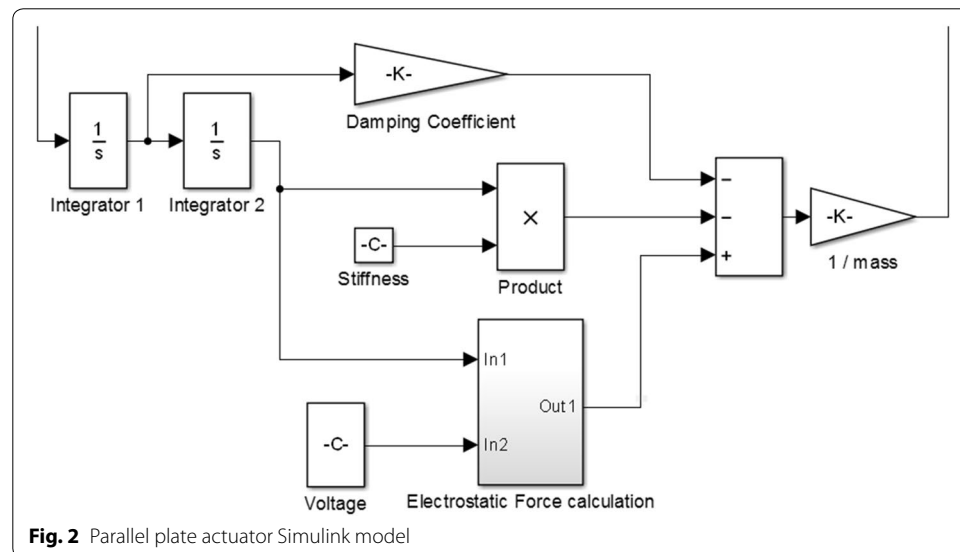 -K-
Damping Coefficient
1
s
Integrator 1
1
s
Integrator 2
-C-
Stiffness
×
Product
−
−
+
-K-
1 / mass
In1
In2
Out1
Electrostatic Force calculation
-C-
Voltage
Fig. 2 Parallel plate actuator Simulink model